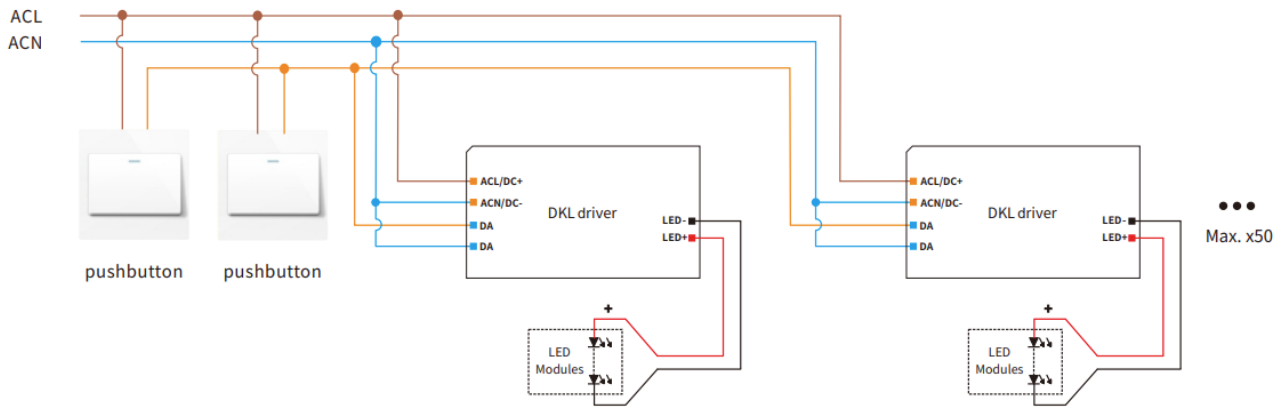 ACL
ACN
pushbutton
pushbutton
ACL/DC+
ACN/DC-
DA
DA
DKL driver
LED-
LED+
+
LED
Modules
ACL/DC+
ACN/DC-
DA
DA
DKL driver
LED-
LED+
+
LED
Modules
Max. x50